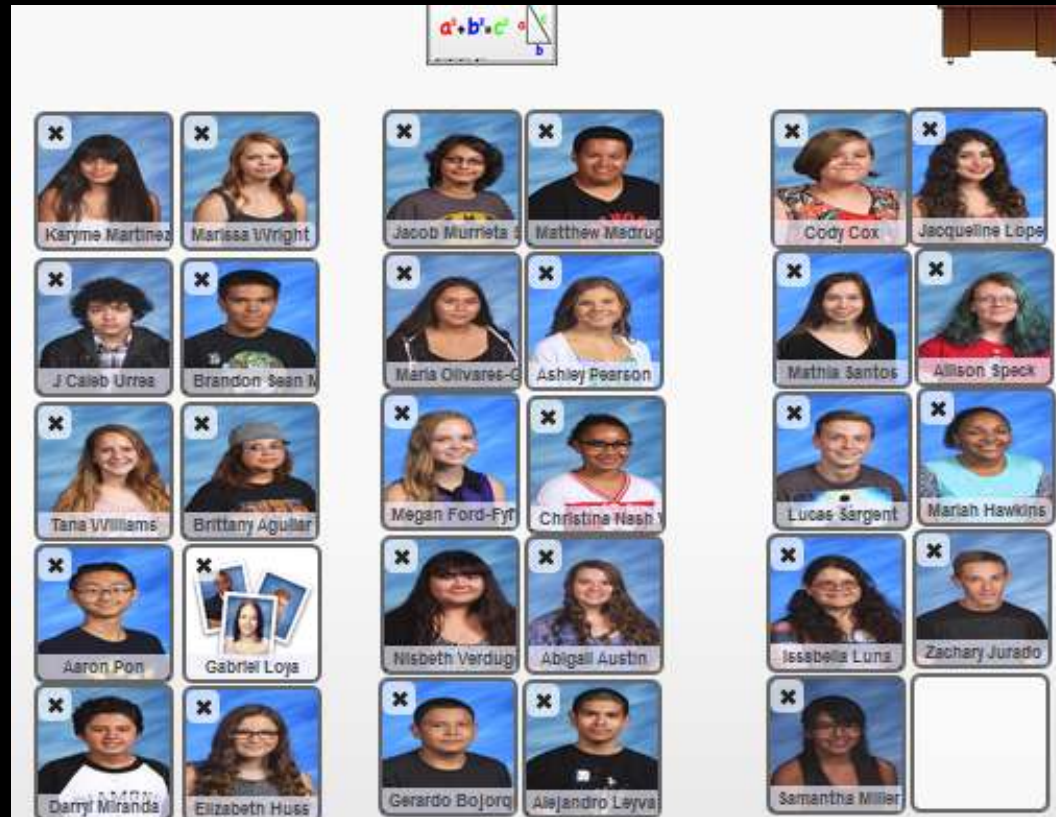 a²+b²=c² a c
b
Karyme Martinez Marissa Wright Jacob Murrieta S Matthew Madrug Cody Cox Jacqueline Lope
J Caleb Urrea Brandon Sean M Maria Olivares-G Ashley Pearson Mathia Santos Allison Speck
Tana Williams Brittany Aguilar Megan Ford-Fyf Christina Nash Lucas Sargent Mariah Hawkins
Aaron Pon Gabriel Loya Nisbeth Verdug Abigail Austin Issabella Luna Zachary Jurado
Darryl Miranda Elizabeth Huss Gerardo Bojorq Alejandro Leyva Samantha Miller